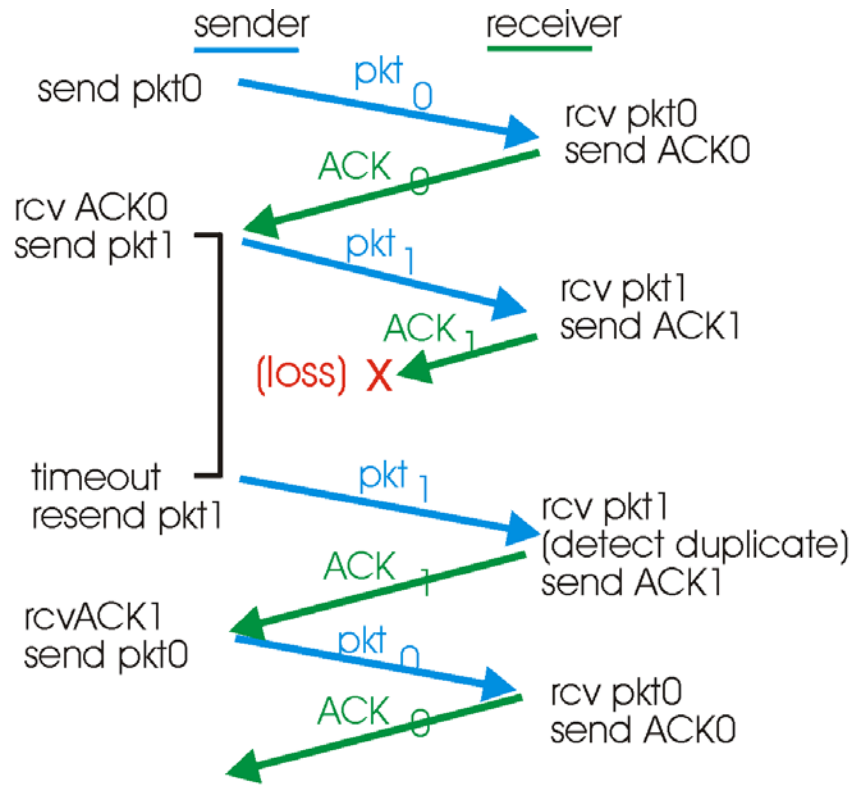 sender
receiver
send pkt0
pkt 0
rcv pkt0
send ACK0
ACK 0
rcv ACK0
send pkt1
pkt 1
rcv pkt1
send ACK1
ACK 1
(loss) X
timeout
resend pkt1
pkt 1
rcv pkt1
(detect duplicate)
send ACK1
ACK 1
rcvACK1
send pkt0
pkt 0
rcv pkt0
send ACK0
ACK 0